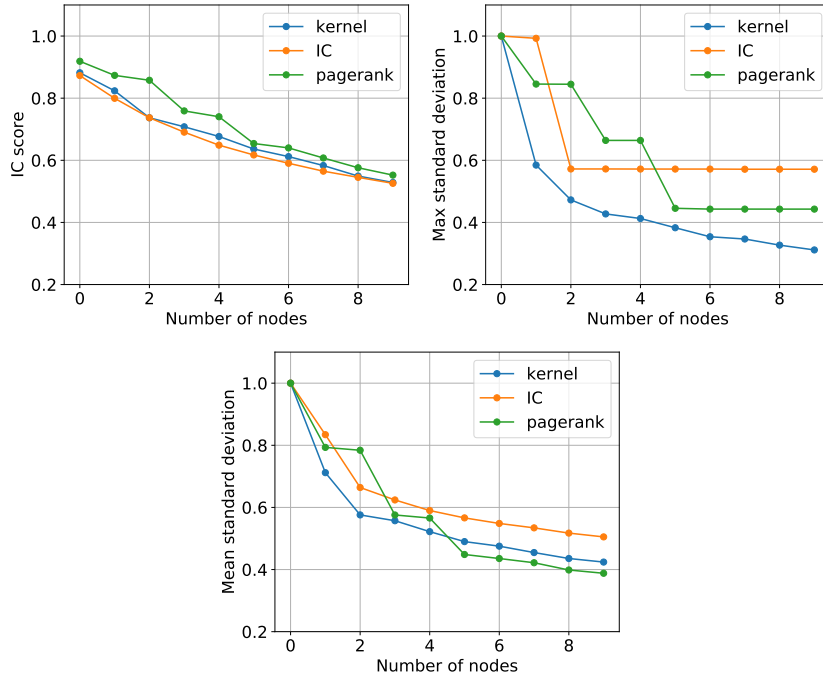 kernel
IC
pagerank
1.0
0.8
0.6
0.4
0.2
IC score
0 2 4 6 8
Number of nodes
kernel
IC
pagerank
1.0
0.8
0.6
0.4
0.2
Max standard deviation
0 2 4 6 8
Number of nodes
kernel
IC
pagerank
1.0
0.8
0.6
0.4
0.2
Mean standard deviation
0 2 4 6 8
Number of nodes